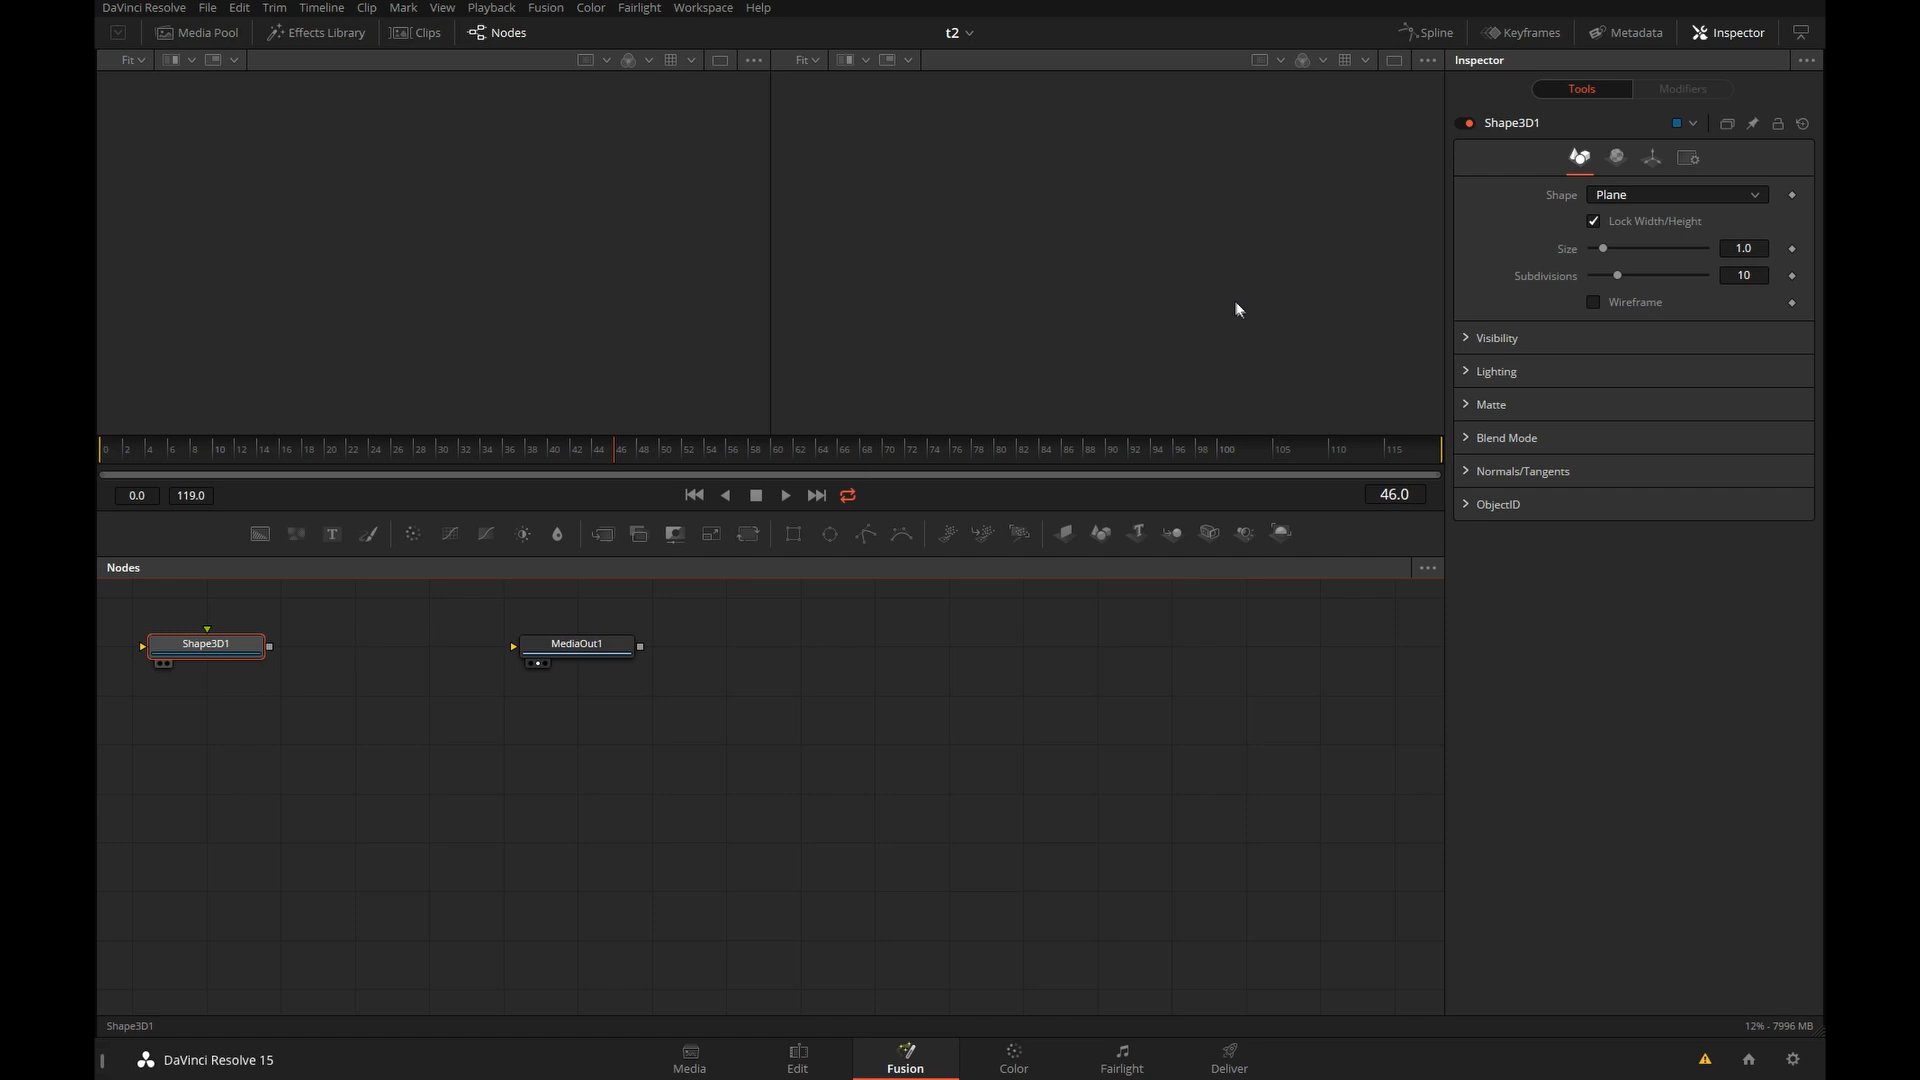 DaVinci Resolve File Edit Trim Timeline Clip Mark View Playback Fusion Color Fairlight Workspace Help
Media Pool Effects Library Clips Nodes t2 Spline Keyframes Metadata Inspector
Fit Fit Inspector
Tools Modifiers
Shape3D1
Shape Plane
Lock Width/Height
Size 1.0
Subdivisions 10
Wireframe
Visibility
Lighting
Matte
Blend Mode
Normals/Tangents
ObjectID
0 2 4 6 8 10 12 14 16 18 20 22 24 26 28 30 32 34 36 38 40 42 44 46 48 50 52 54 56 58 60 62 64 66 68 70 72 74 76 78 80 82 84 86 88 90 92 94 96 98 100 105 110 115
0.0 119.0 46.0
T
Nodes
Shape3D1 MediaOut1
Shape3D1 12% - 7996 MB
DaVinci Resolve 15 Media Edit Fusion Color Fairlight Deliver